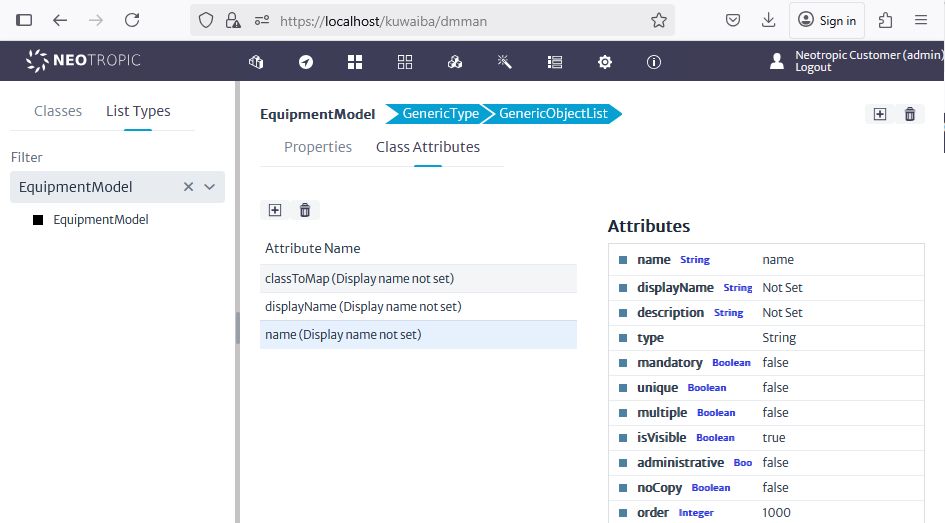 https://localhost/kuwaiba/dmman
Sign in
NEOTROPIC
Neotropic Customer (admin)
Logout
Classes
List Types
Filter
EquipmentModel
EquipmentModel
EquipmentModel
GenericType
GenericObjectList
Properties
Class Attributes
Attribute Name
classToMap (Display name not set)
displayName (Display name not set)
name (Display name not set)
Attributes
name String name
displayName String Not Set
description String Not Set
type String
mandatory Boolean false
unique Boolean false
multiple Boolean false
isVisible Boolean true
administrative Boo false
noCopy Boolean false
order Integer 1000